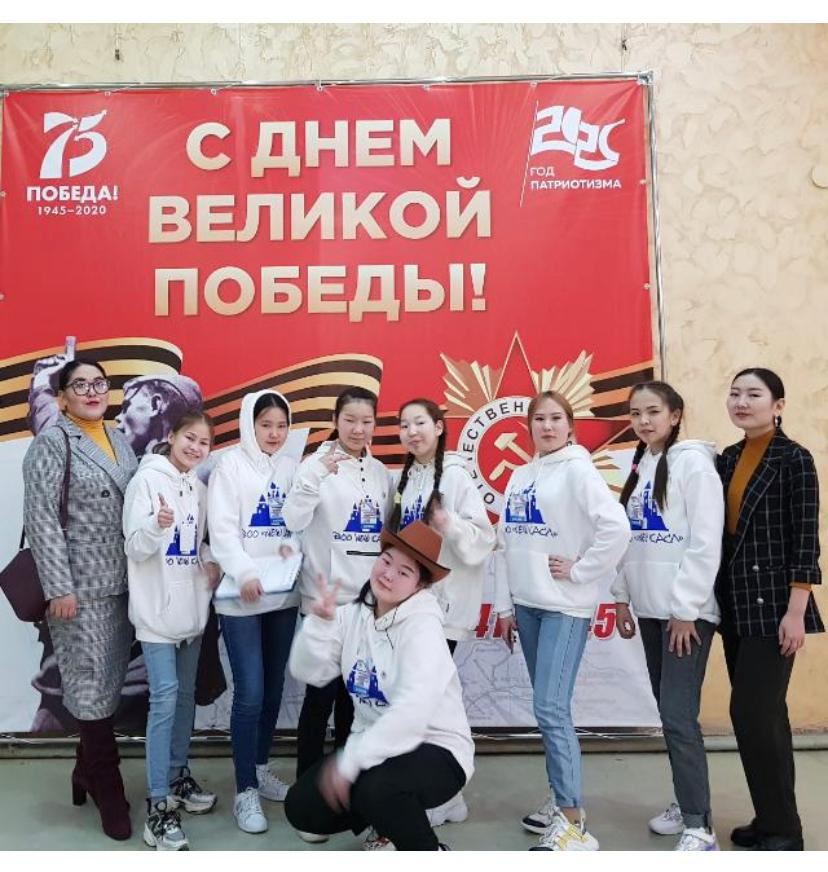 75
ПОБЕДА!
1945–2020
С ДНЕМ
ВЕЛИКОЙ
ПОБЕДЫ!
2020
ГОД
ПАТРИОТИЗМА